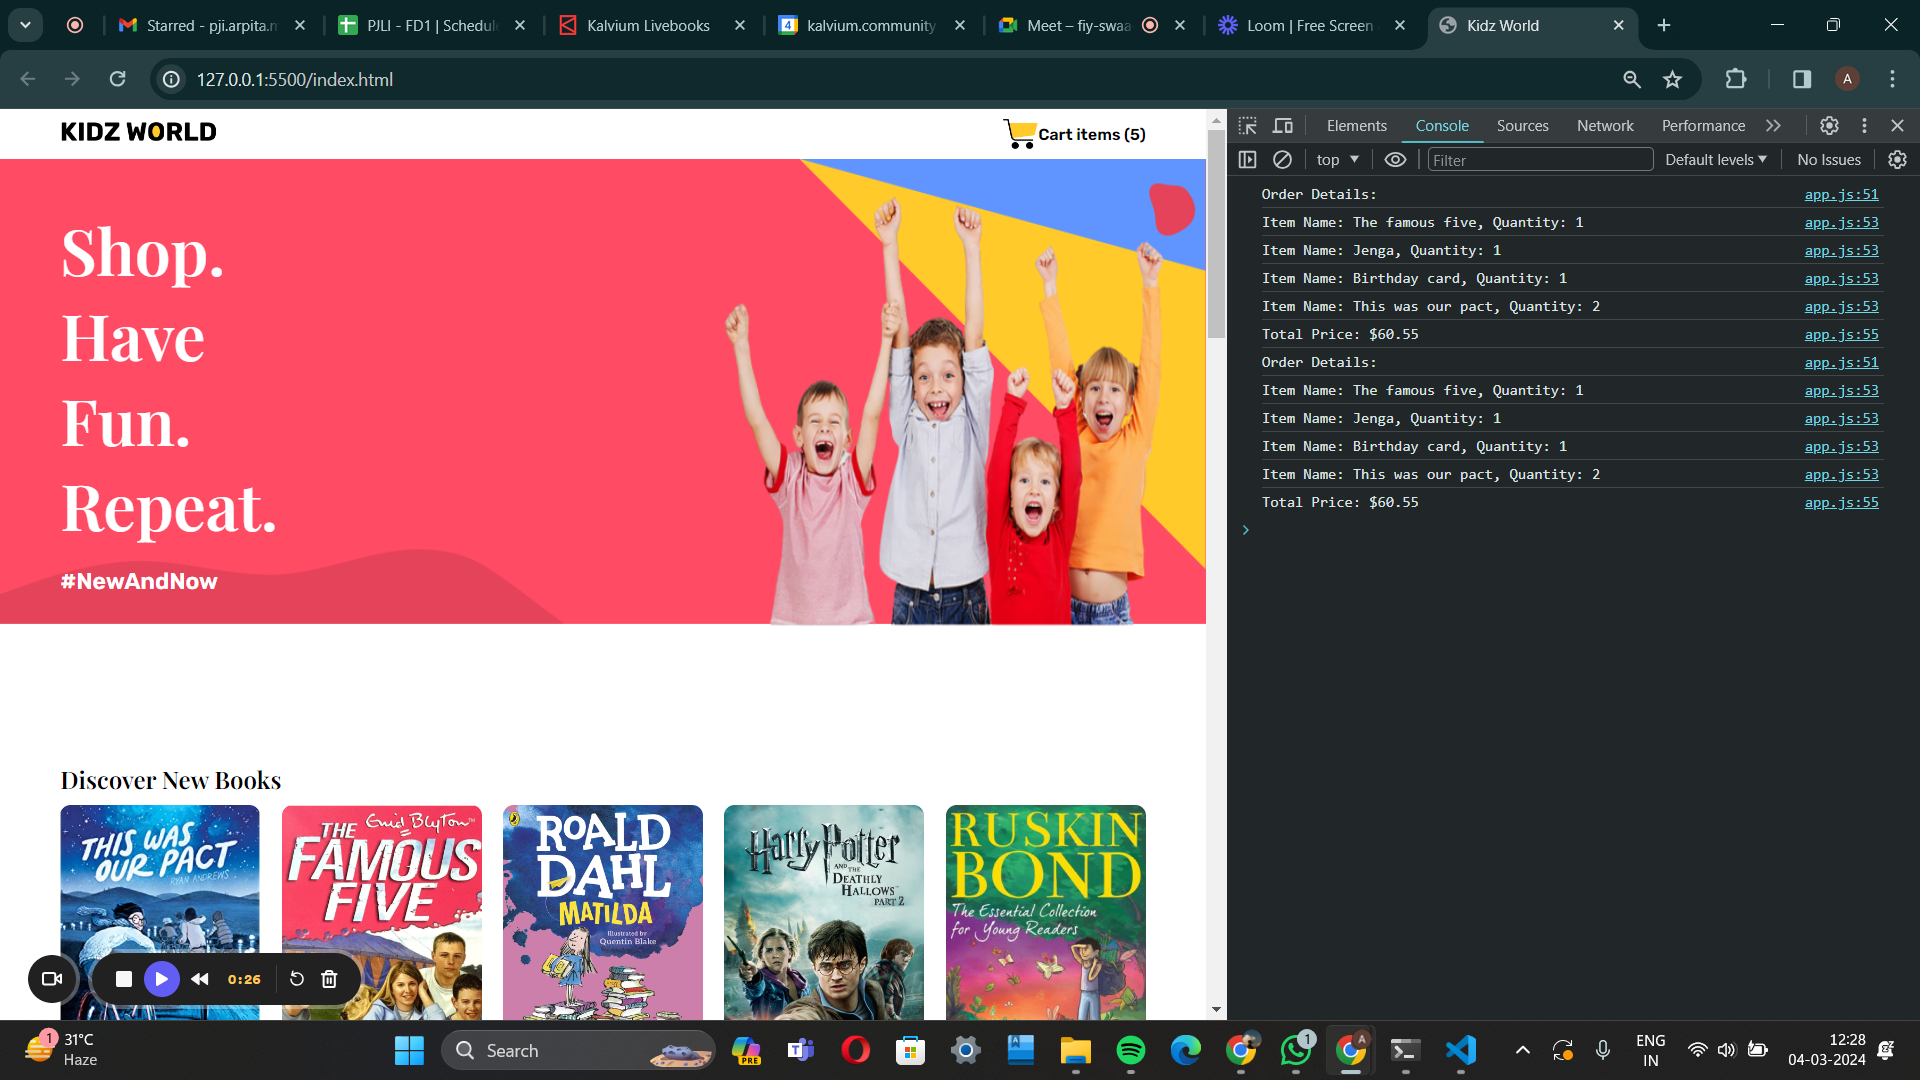 Starred - pji.arpita.m
PJLI - FD1 | Schedul
Kalvium Livebooks
4
kalvium.community
Meet – fiy-swaa
Loom | Free Screen
Kidz World
127.0.0.1:5500/index.html
A
KIDZ WORLD
Cart items (5)
Shop.
Have
Fun.
Repeat.
#NewAndNow
Discover New Books
THIS WAS
OUR PACT
RYAN ANDREWS
Enid Blyton™
THE
FAMOUS
FIVE
ROALD
DAHL
MATILDA
Illustrated by
Quentin Blake
Harry Potter
AND THE
DEATHLY
HALLOWS™
PART 2
RUSKIN
BOND
The Essential Collection
for Young Readers
0:26
Elements
Console
Sources
Network
Performance
top
Filter
Default levels
No Issues
Order Details: app.js:51
Item Name: The famous five, Quantity: 1 app.js:53
Item Name: Jenga, Quantity: 1 app.js:53
Item Name: Birthday card, Quantity: 1 app.js:53
Item Name: This was our pact, Quantity: 2 app.js:53
Total Price: $60.55 app.js:55
Order Details: app.js:51
Item Name: The famous five, Quantity: 1 app.js:53
Item Name: Jenga, Quantity: 1 app.js:53
Item Name: Birthday card, Quantity: 1 app.js:53
Item Name: This was our pact, Quantity: 2 app.js:53
Total Price: $60.55 app.js:55
1
31°C
Haze
Search
PRE
1
A
ENG
IN
12:28
04-03-2024